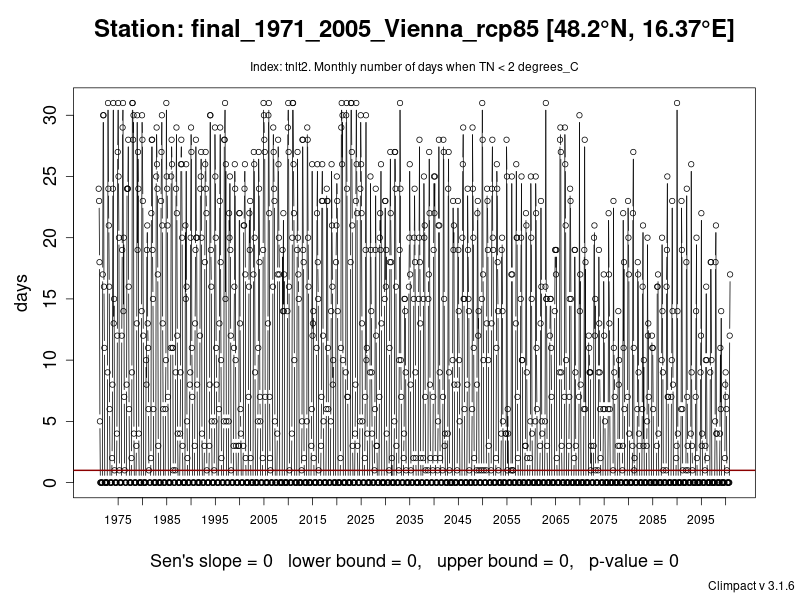 Station: final_1971_2005_Vienna_rcp85 [48.2°N, 16.37°E]
Index: tnlt2. Monthly number of days when TN < 2 degrees_C
days
30
25
20
15
10
5
0
1975 1985 1995 2005 2015 2025 2035 2045 2055 2065 2075 2085 2095
Sen's slope = 0 lower bound = 0, upper bound = 0, p-value = 0
Climpact v 3.1.6